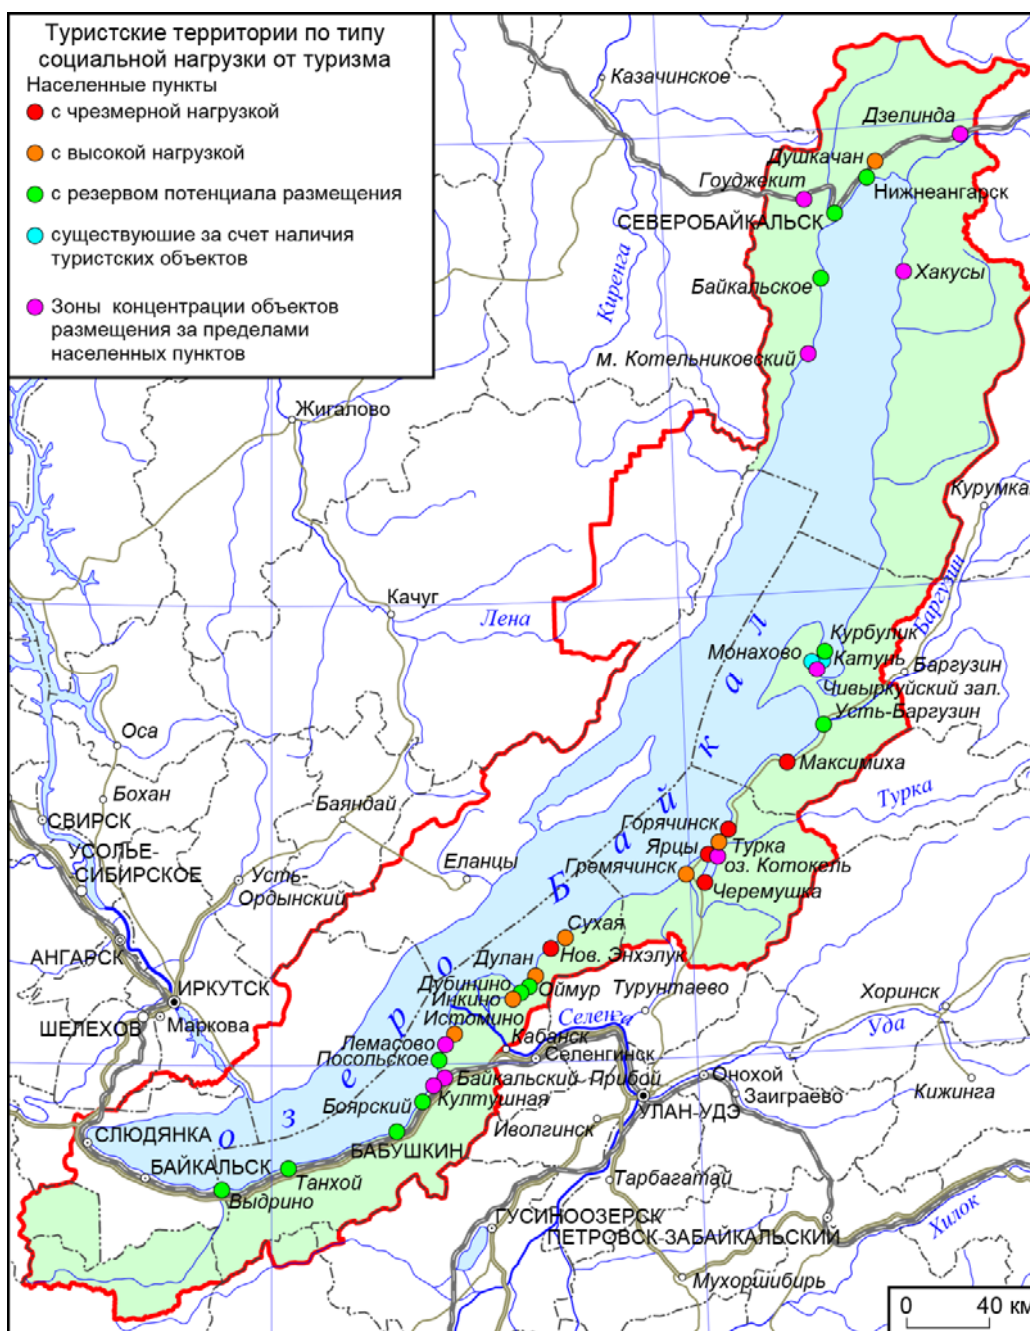 Туристские территории по типу
социальной нагрузки от туризма
Населенные пункты
с чрезмерной нагрузкой
с высокой нагрузкой
с резервом потенциала размещения
существуюшие за счет наличия
туристских объектов
Зоны концентрации объектов
размещения за пределами
населенных пунктов
Казачинское
Дзелинда
Душкачан
Гоуджекит
Нижнеангарск
СЕВЕРОБАЙКАЛЬСК
Киренга
Байкальское
Хакусы
м. Котельниковский
Жигалово
Курумкан
Качуг
Лена
Баргузин
Курбулик
Монахово
Катунь
Баргузин
Чивыркуйский зал.
Усть-Баргузин
Оса
Максимиха
Бохан
Баяндай
Турка
СВИРСК
Горячинск
УСОЛЬЕ-
-СИБИРСКОЕ
Ярцы
Турка
оз. Котокель
Еланцы
Гремячинск
Усть-
Ордынский
Черемушка
Сухая
АНГАРСК
Нов. Энхэлук
Дулан
ИРКУТСК
Дубинино
Оймур
Турунтаево
Хоринск
Инкино
ШЕЛЕХОВ
Маркова
Истомино
Селенга
Уда
Лемасово
Кабанск
Селенгинск
Посольское
Байкальский Прибой
Онохой
Кижинга
Заиграево
Боярский
Култушная
УЛАН-УДЭ
Иволгинск
СЛЮДЯНКА
БАБУШКИН
БАЙКАЛЬСК
Танхой
Тарбагатай
Выдрино
ГУСИНООЗЕРСК
ПЕТРОВСК-ЗАБАЙКАЛЬСКИЙ
Хилок
Мухоршибирь
озеро Байкал
0 40 км